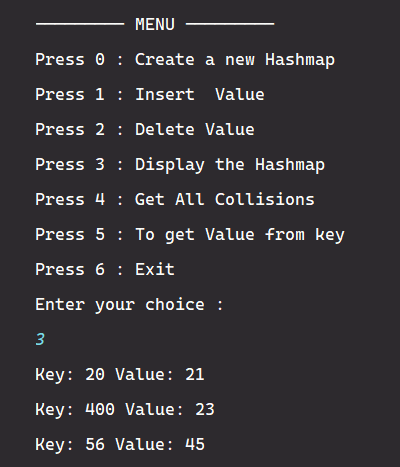 --------- MENU ---------
Press 0 : Create a new Hashmap
Press 1 : Insert  Value
Press 2 : Delete Value
Press 3 : Display the Hashmap
Press 4 : Get All Collisions
Press 5 : To get Value from key
Press 6 : Exit
Enter your choice :
3
Key: 20 Value: 21
Key: 400 Value: 23
Key: 56 Value: 45